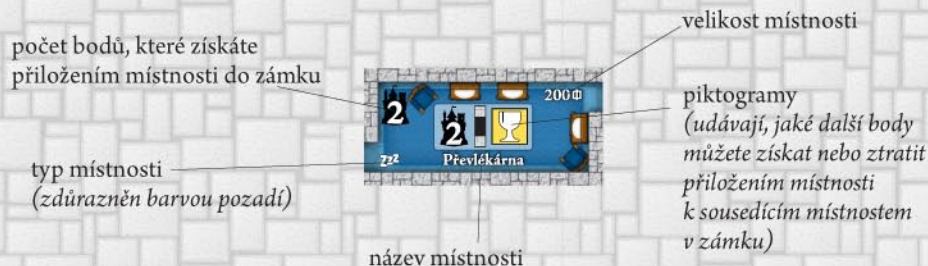 velikost místnosti
počet bodů, které získáte
přiložením místnosti do zámku
200
2
2
piktogramy
(udávají, jaké další body
můžete získat nebo ztratit
přiložením místnosti
k sousedícím místnostem
v zámku)
zzz
Převlékárna
typ místnosti
(zdůrazněn barvou pozadí)
název místnosti